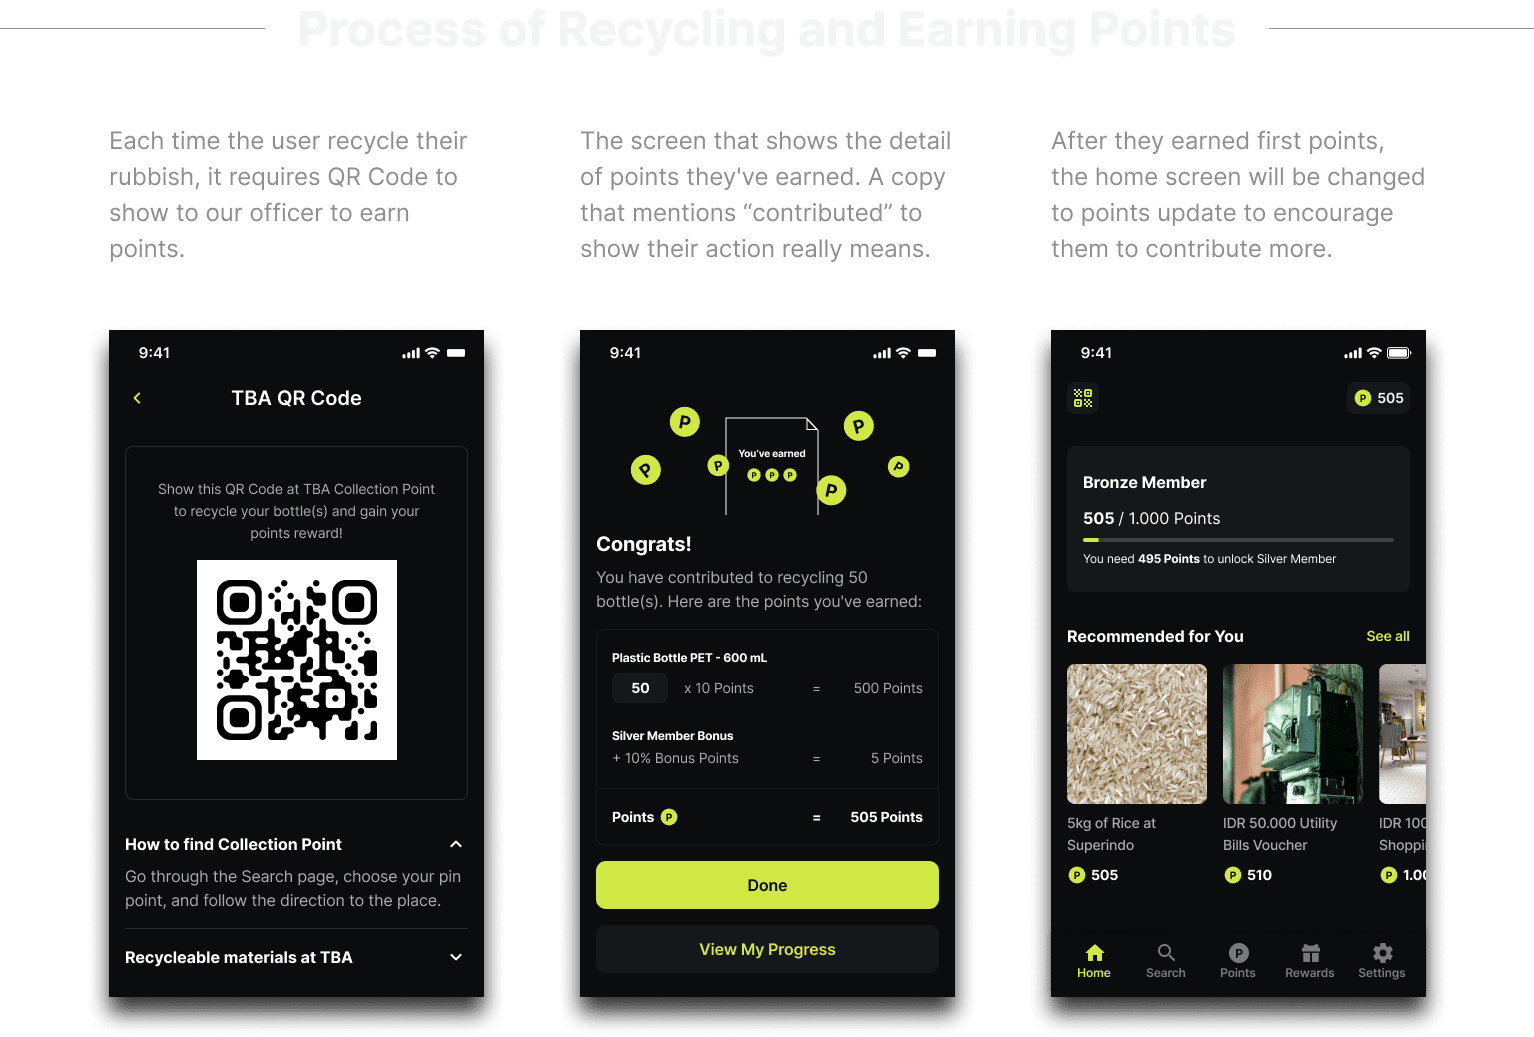 Process of Recycling and Earning Points
Each time the user recycle their
rubbish, it requires QR Code to
show to our officer to earn
points.
The screen that shows the detail
of points they've earned. A copy
that mentions “contributed” to
show their action really means.
After they earned first points,
the home screen will be changed
to points update to encourage
them to contribute more.
9:41
TBA QR Code
Show this QR Code at TBA Collection Point
to recycle your bottle(s) and gain your
points reward!
How to find Collection Point
Go through the Search page, choose your pin
point, and follow the direction to the place.
Recycleable materials at TBA
9:41
P
P
P
P
P
P
You've earned
P P P
Congrats!
You have contributed to recycling 50
bottle(s). Here are the points you've earned:
Plastic Bottle PET - 600 mL
50 x 10 Points = 500 Points
Silver Member Bonus
+ 10% Bonus Points = 5 Points
Points P = 505 Points
Done
View My Progress
9:41
P 505
Bronze Member
505 / 1.000 Points
You need 495 Points to unlock Silver Member
Recommended for You See all
5kg of Rice at
Superindo
P 505
IDR 50.000 Utility
Bills Voucher
P 510
IDR 100
Shoppi
P 1.00
Home Search P Points Rewards Settings